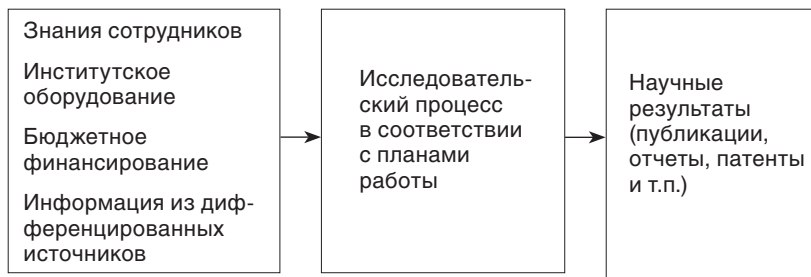 Знания сотрудников
Институтское
оборудование
Бюджетное
финансирование
Информация из диф-
ференцированных
источников
Исследователь-
ский процесс
в соответствии
с планами
работы
Научные
результаты
(публикации,
отчеты, патенты
и т.п.)